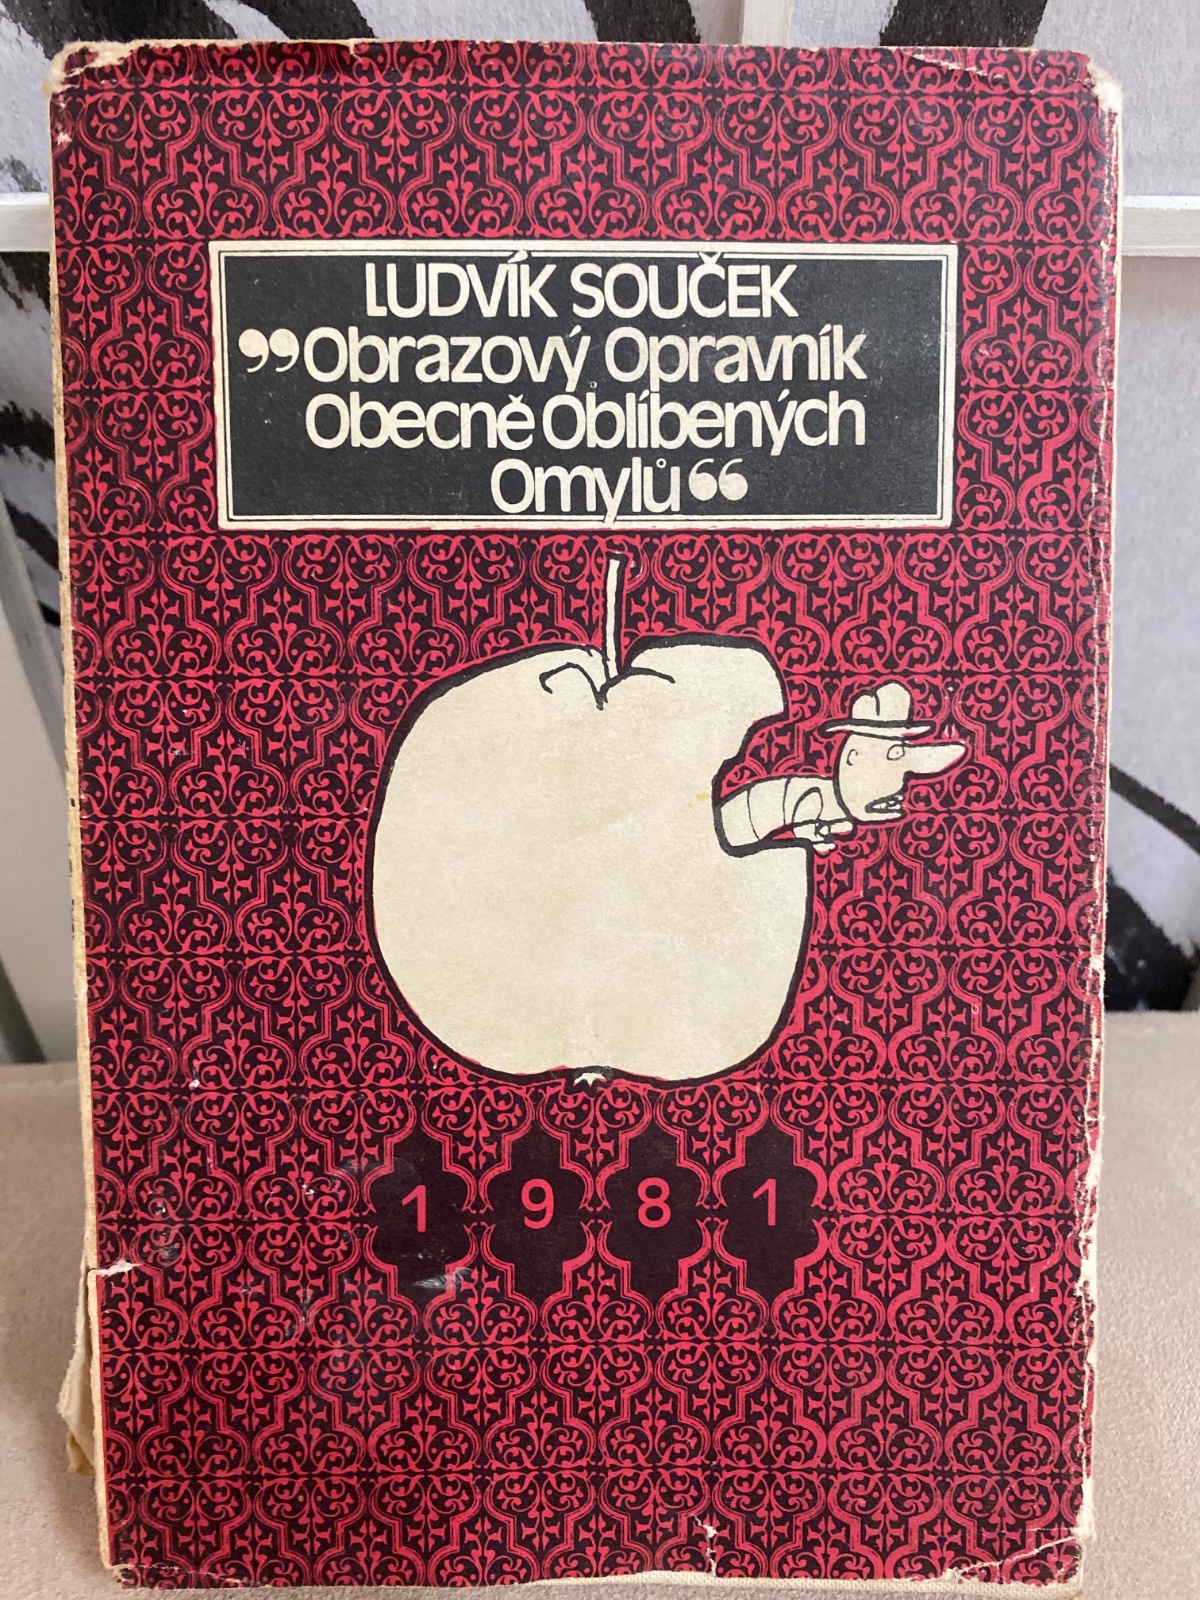 LUDVÍK SOUČEK
„Obrazový Opravník
Obecně Oblíbených
Omylů“
1981